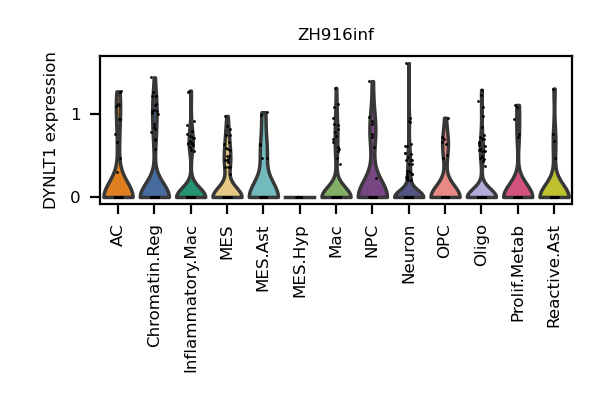 ZH916inf
DYNLT1 expression
1
0
AC
Chromatin.Reg
Inflammatory.Mac
MES
MES.Ast
MES.Hyp
Mac
NPC
Neuron
OPC
Oligo
Prolif.Metab
Reactive.Ast